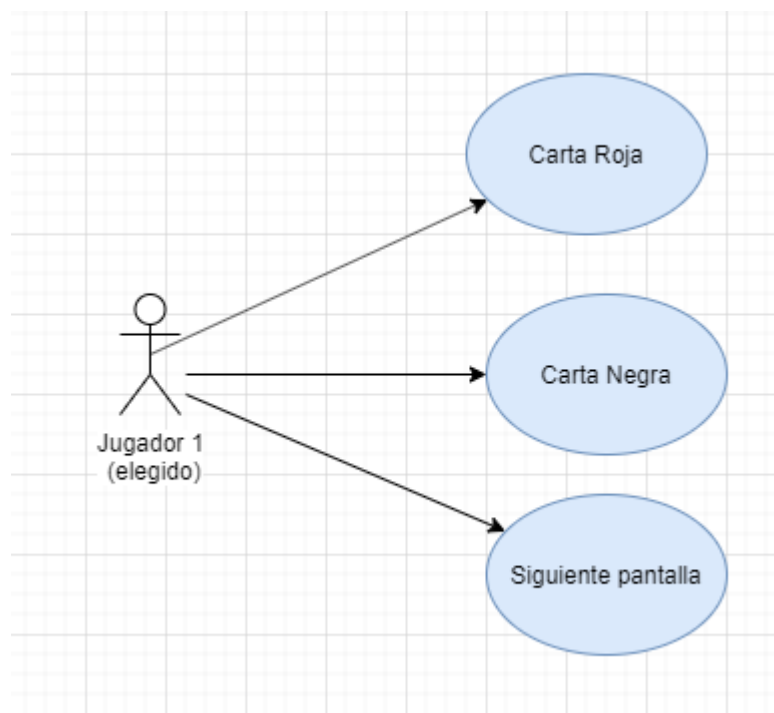 Carta Roja
Carta Negra
Jugador 1
(elegido)
Siguiente pantalla